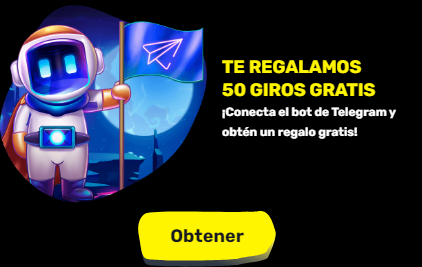 TE REGALAMOS
50 GIROS GRATIS
¡Conecta el bot de Telegram y
obtén un regalo gratis!
Obtener